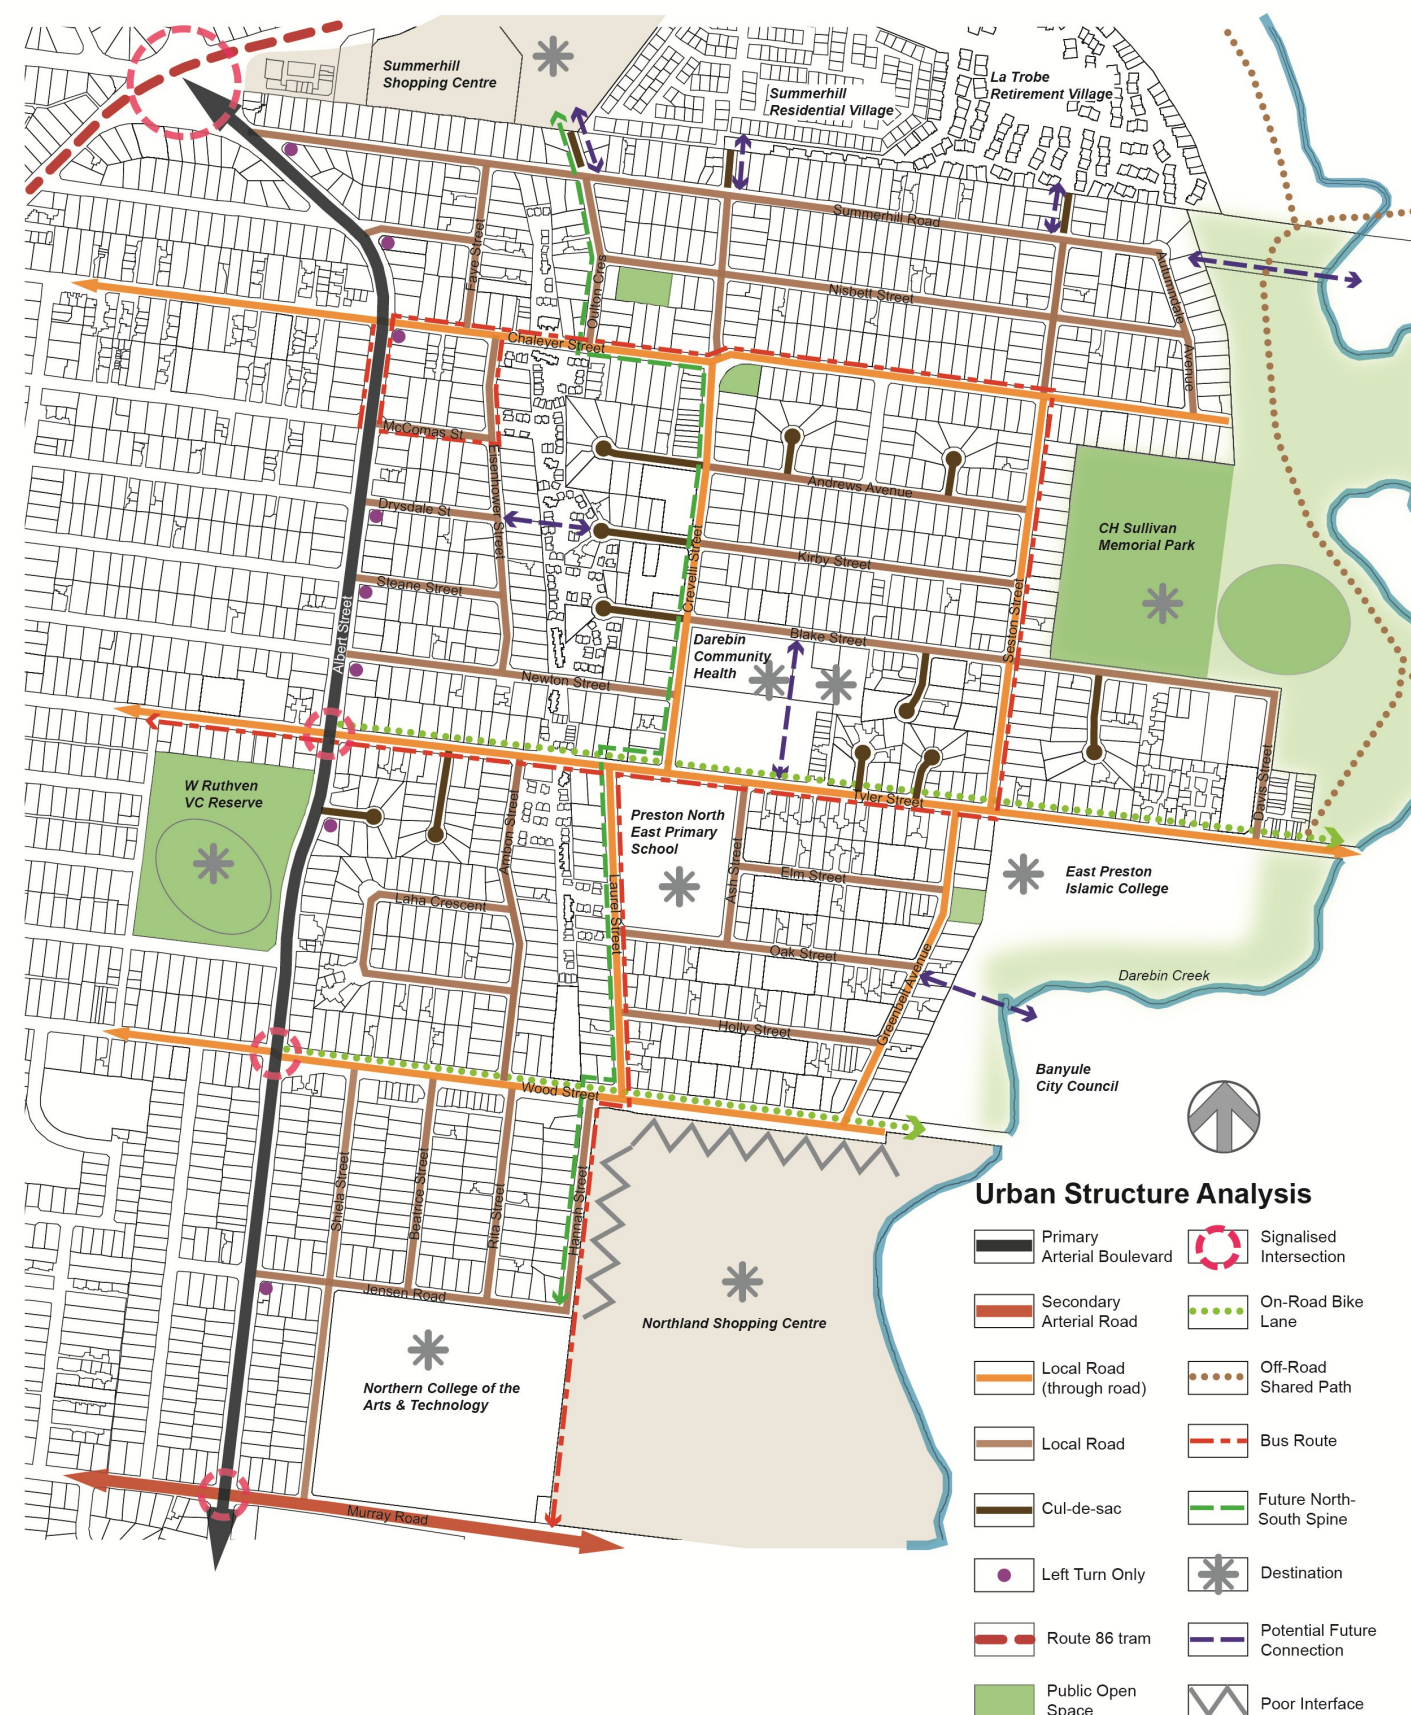 Summerhill
Shopping Centre
Summerhill
Residential Village
La Trobe
Retirement Village
Summerhill Road
Faye Street
Oulton Cres
Nisbett Street
Autumndale
Avenue
Chaleyer Street
McComas St
Eisenhower Street
Drysdale St
Andrews Avenue
CH Sullivan
Memorial Park
Kirby Street
Crevelli Street
Steane Street
Seston Street
Albert Street
Blake Street
Darebin
Community
Health
Newton Street
W Ruthven
VC Reserve
Tyler Street
Davis Street
Preston North
East Primary
School
Ambon Street
Ash Street
Elm Street
East Preston
Islamic College
Laha Crescent
Laurel Street
Oak Street
Greenbelt Avenue
Darebin Creek
Holly Street
Banyule
City Council
Wood Street
Shiela Street
Beatrice Street
Rita Street
Hannah Street
Jensen Road
Northland Shopping Centre
Northern College of the
Arts & Technology
Murray Road
Urban Structure Analysis
Primary
Arterial Boulevard
Signalised
Intersection
Secondary
Arterial Road
On-Road Bike
Lane
Local Road
(through road)
Off-Road
Shared Path
Local Road
Bus Route
Cul-de-sac
Future North-
South Spine
Left Turn Only
Destination
Route 86 tram
Potential Future
Connection
Public Open
Space
Poor Interface